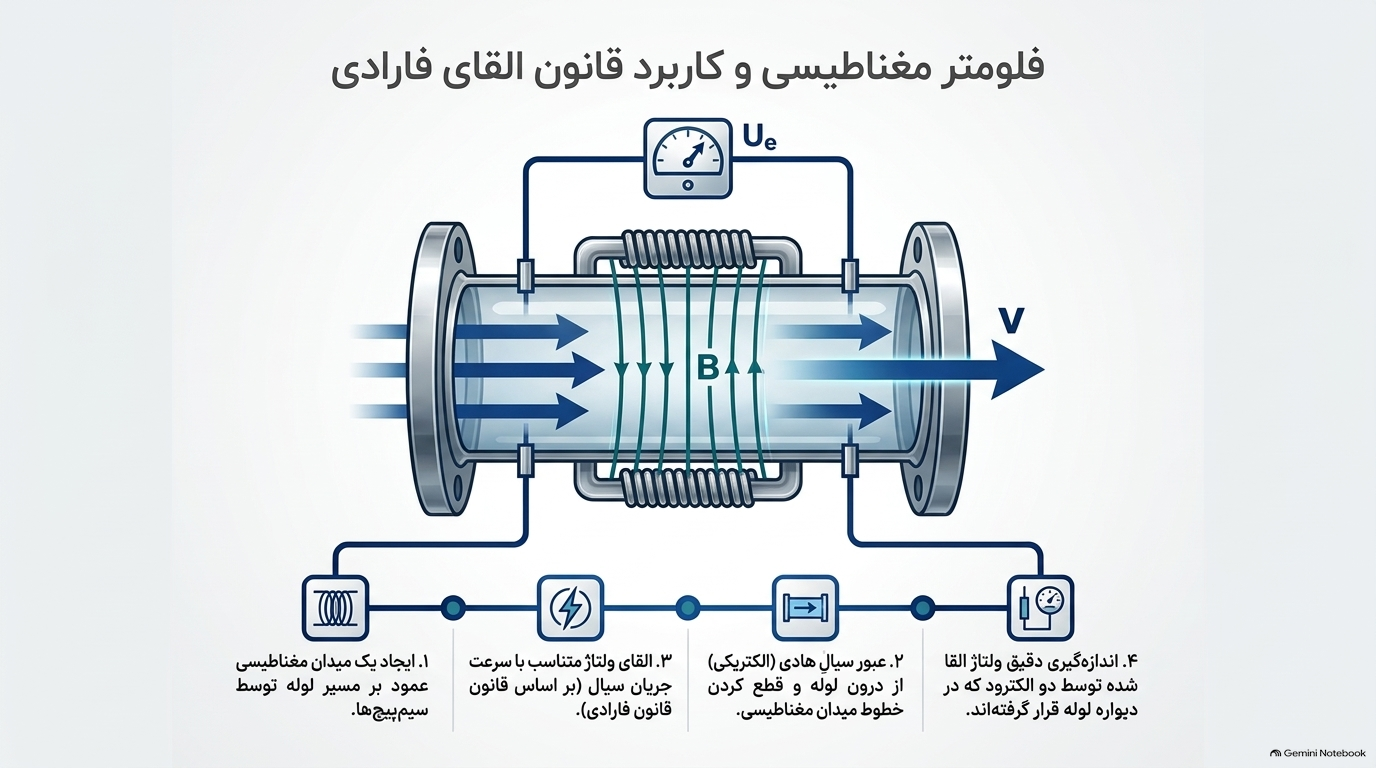 فلومتر مغناطیسی و کاربرد قانون القای فارادی
Uₑ
B
V
۱. ایجاد یک میدان مغناطیسی
عمود بر مسیر لوله توسط
سیم‌پیچ‌ها.
۳. القای ولتاژ متناسب با سرعت
جریان سیال (بر اساس قانون
قانون فارادی).
۲. عبور سیالِ هادی (الکتریکی)
از درون لوله و قطع کردن
خطوط میدان مغناطیسی.
۴. اندازه‌گیری دقیق ولتاژ القا
شده توسط دو الکترود که در
دیواره لوله قرار گرفته‌اند.
Gemini Notebook